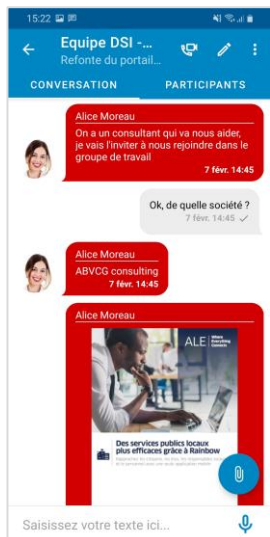 15:22
Equipe DSI -...
Refonte du portail...
CONVERSATION PARTICIPANTS
Alice Moreau
On a un consultant qui va nous aider,
je vais l'inviter à nous rejoindre dans le
groupe de travail
7 févr. 14:45
Ok, de quelle société ?
7 févr. 14:45
Alice Moreau
ABVCG consulting
7 févr. 14:45
Alice Moreau
ALE Where Everything Connects
Des services publics locaux
plus efficaces grâce à Rainbow
Saisissez votre texte ici...